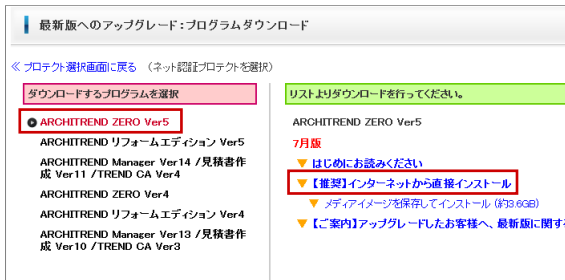 最新版へのアップグレード：プログラムダウンロード
≪ プロテクト選択画面に戻る （ネット認証プロテクトを選択）
ダウンロードするプログラムを選択
ARCHITREND ZERO Ver5
ARCHITREND リフォームエディション Ver5
ARCHITREND Manager Ver14 /見積書作
成 Ver11 /TREND CA Ver4
ARCHITREND ZERO Ver4
ARCHITREND リフォームエディション Ver4
ARCHITREND Manager Ver13 /見積書作
成 Ver10 /TREND CA Ver3
リストよりダウンロードを行ってください。
ARCHITREND ZERO Ver5
7月版
▼ はじめにお読みください
▼ 【推奨】インターネットから直接インストール
▼ メディアイメージを保存してインストール (約3.6GB)
▼ 【ご案内】アップグレードしたお客様へ、最新版に関す